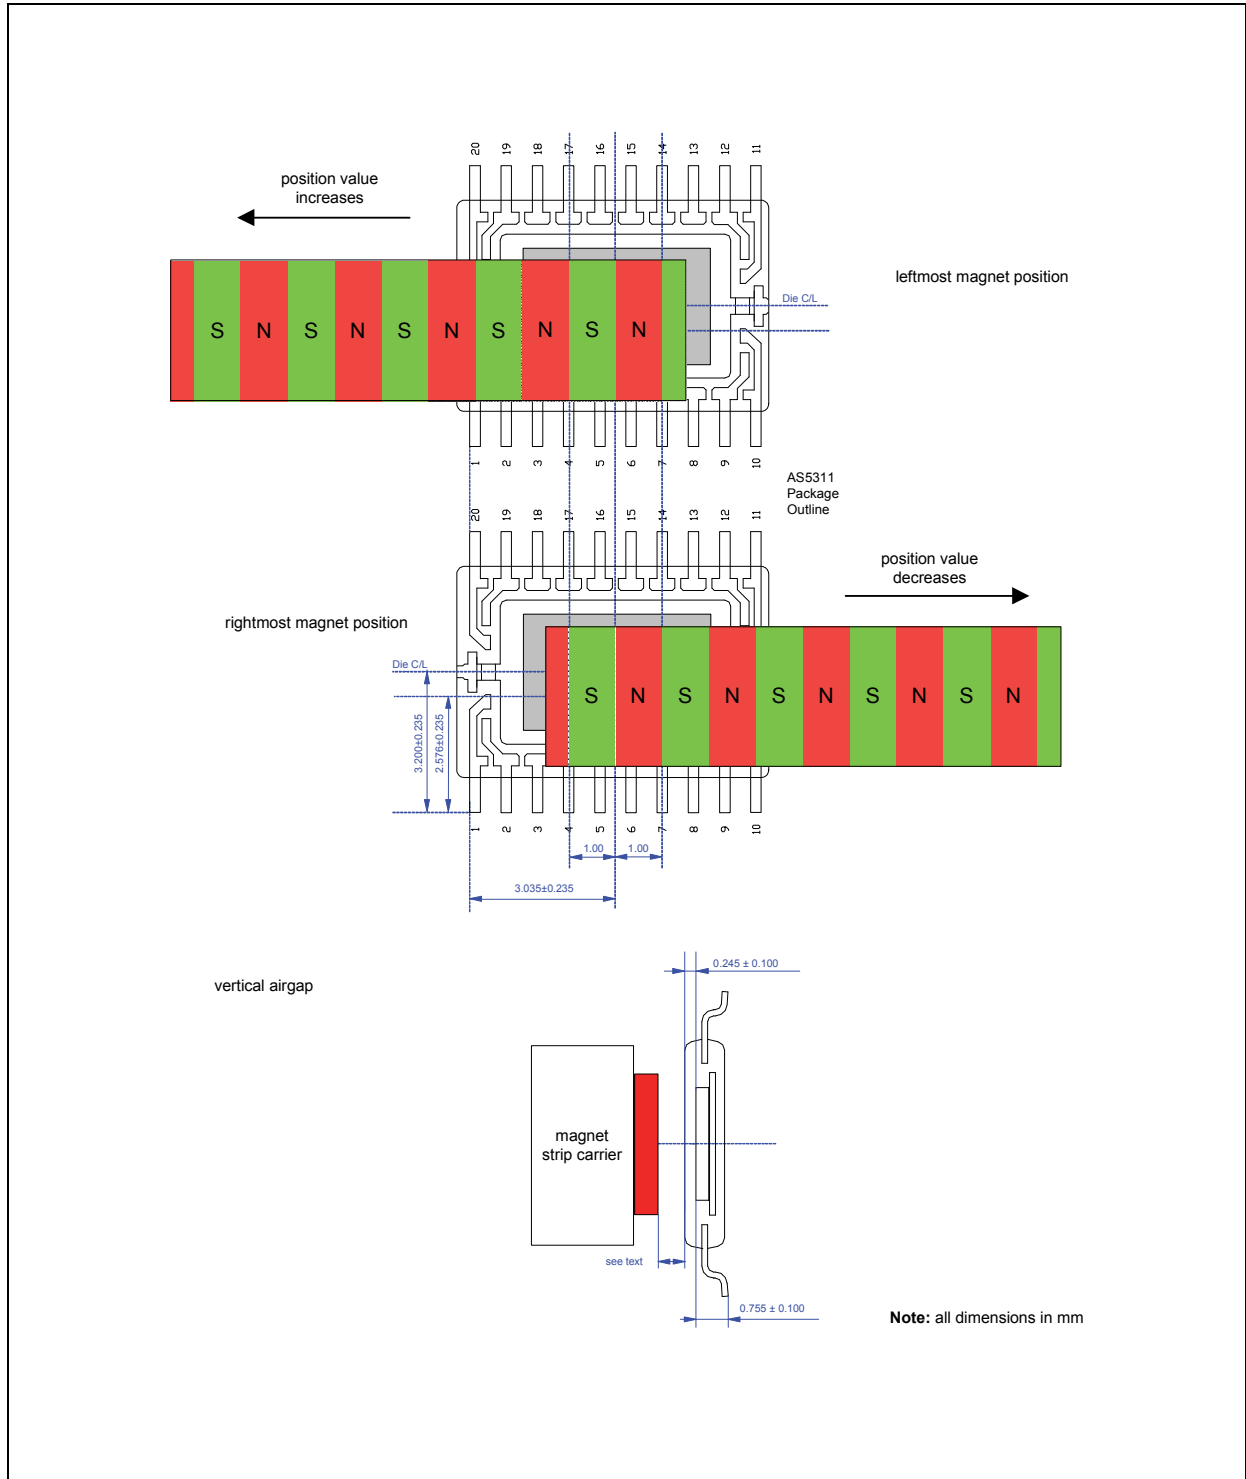 20 19 18 17 16 15 14 13 12 11
position value
increases
leftmost magnet position
Die C/L
S N S N S N S N S N
1 2 3 4 5 6 7 8 9 10
AS5311
Package
Outline
20 19 18 17 16 15 14 13 12 11
position value
decreases
rightmost magnet position
Die C/L
S N S N S N S N S N
3.200±0.235
2.576±0.235
1 2 3 4 5 6 7 8 9 10
1.00 1.00
3.035±0.235
0.245 ± 0.100
vertical airgap
magnet
strip carrier
see text
0.755 ± 0.100
Note: all dimensions in mm